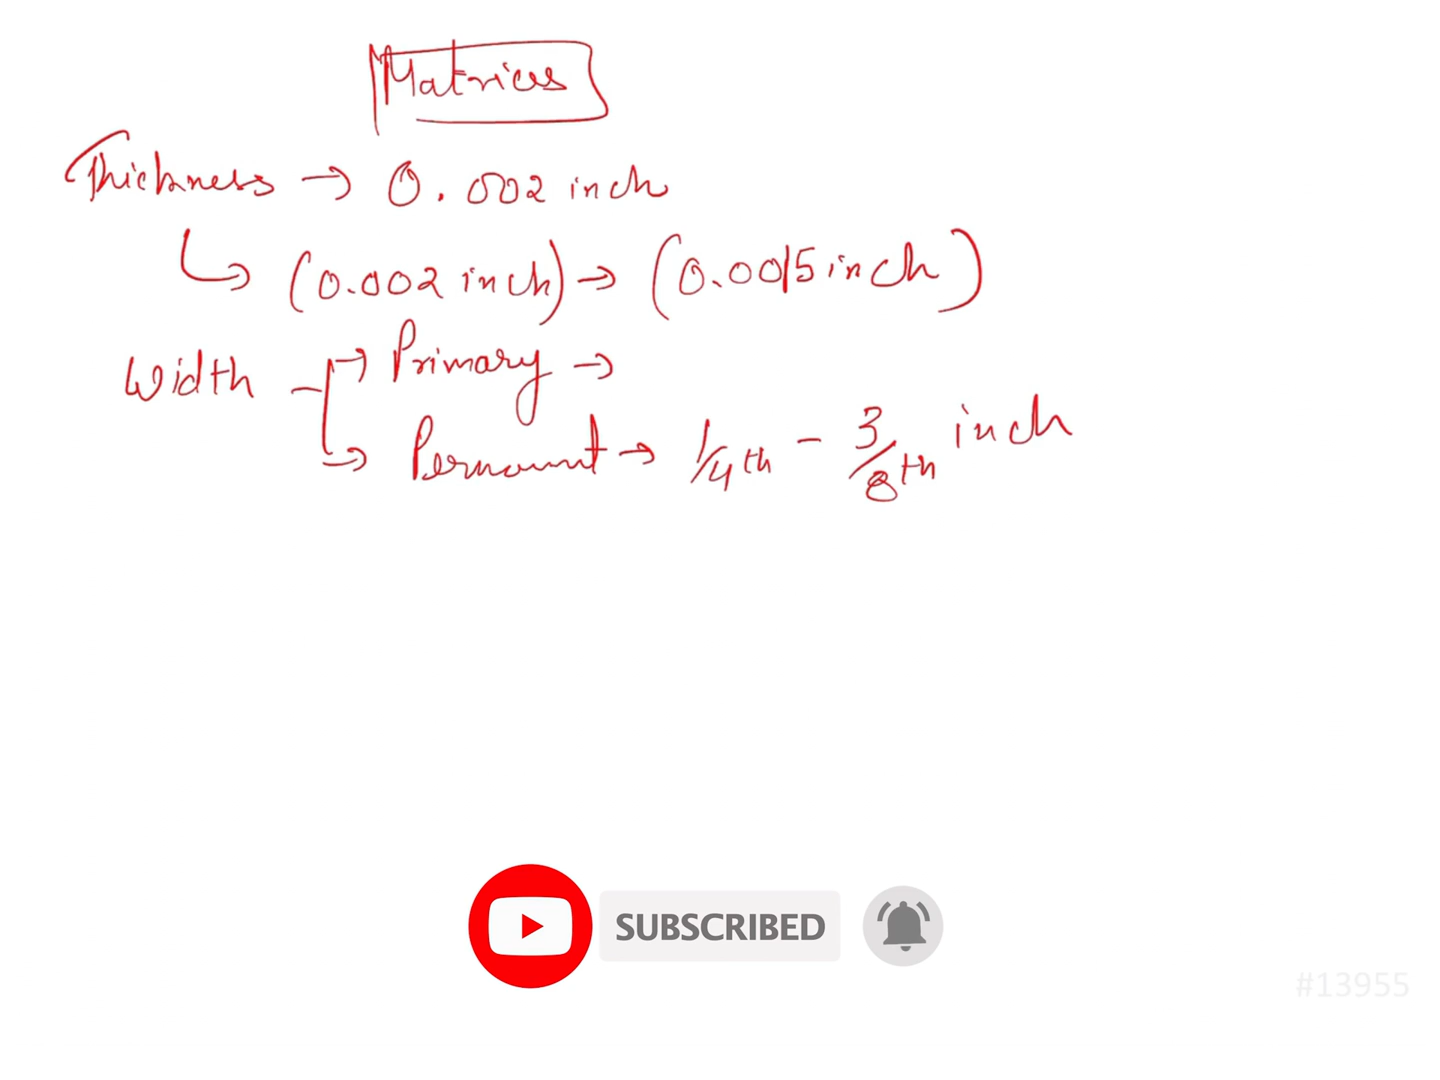 Matrices
Thickness → 0.002 inch
↳ (0.002 inch) → (0.0015 inch)
Width → Primary →
↳ Permanunt → 1/4th - 3/8th inch
SUBSCRIBED
#13955